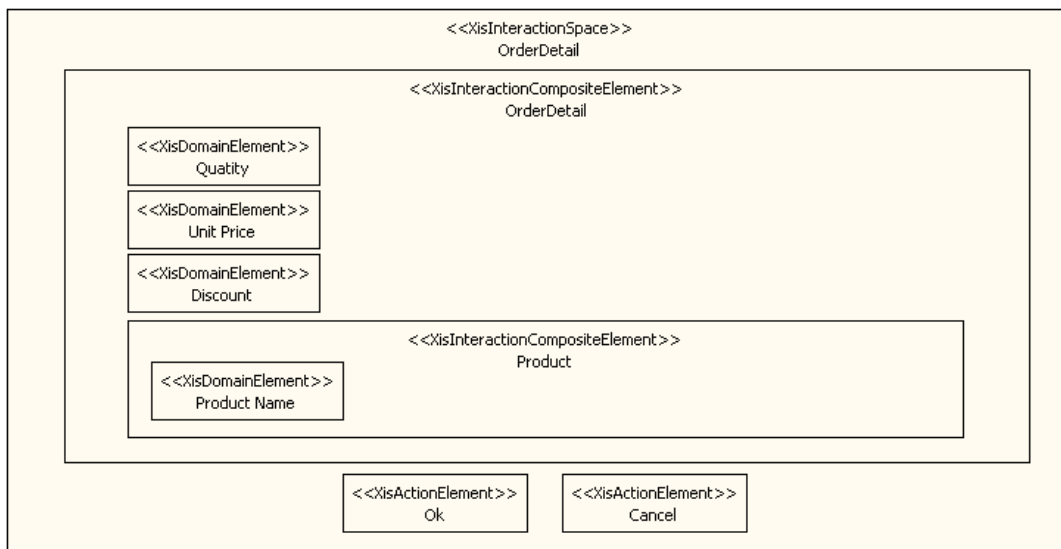 <<XisInteractionSpace>>
OrderDetail
<<XisInteractionCompositeElement>>
OrderDetail
<<XisDomainElement>>
Quatity
<<XisDomainElement>>
Unit Price
<<XisDomainElement>>
Discount
<<XisInteractionCompositeElement>>
Product
<<XisDomainElement>>
Product Name
<<XisActionElement>>
Ok
<<XisActionElement>>
Cancel